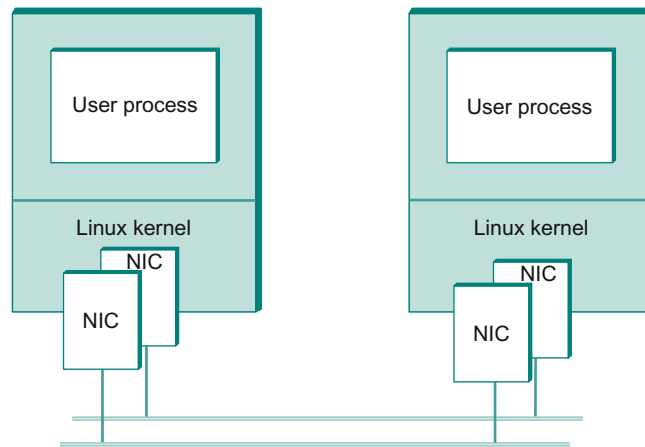 User process
User process
Linux kernel
Linux kernel
NIC
NIC
NIC
NIC